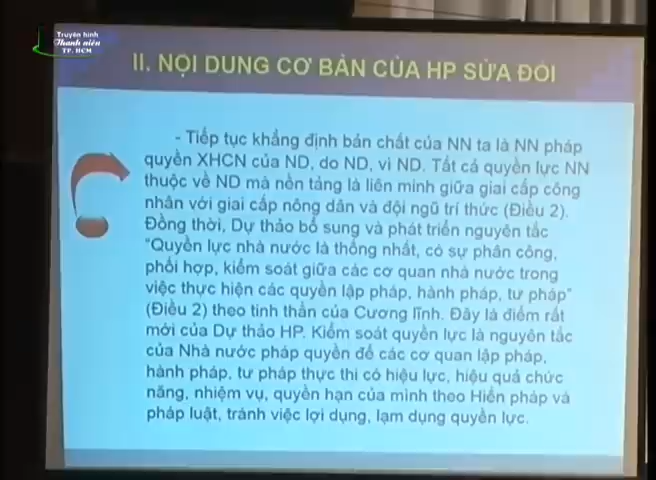 Truyền hình
Thanh niên
TP. HCM
II. NỘI DUNG CƠ BẢN CỦA HP SỬA ĐỔI
- Tiếp tục khẳng định bản chất của NN ta là NN pháp
quyền XHCN của ND, do ND, vì ND. Tất cả quyền lực NN
thuộc về ND mà nền tảng là liên minh giữa giai cấp công
nhân với giai cấp nông dân và đội ngũ trí thức (Điều 2).
Đồng thời, Dự thảo bổ sung và phát triển nguyên tắc
"Quyền lực nhà nước là thống nhất, có sự phân công,
phối hợp, kiểm soát giữa các cơ quan nhà nước trong
việc thực hiện các quyền lập pháp, hành pháp, tư pháp"
(Điều 2) theo tinh thần của Cương lĩnh. Đây là điểm rất
mới của Dự thảo HP. Kiểm soát quyền lực là nguyên tắc
của Nhà nước pháp quyền để các cơ quan lập pháp,
hành pháp, tư pháp thực thi có hiệu lực, hiệu quả chức
năng, nhiệm vụ, quyền hạn của mình theo Hiến pháp và
pháp luật, tránh việc lợi dụng, lạm dụng quyền lực.